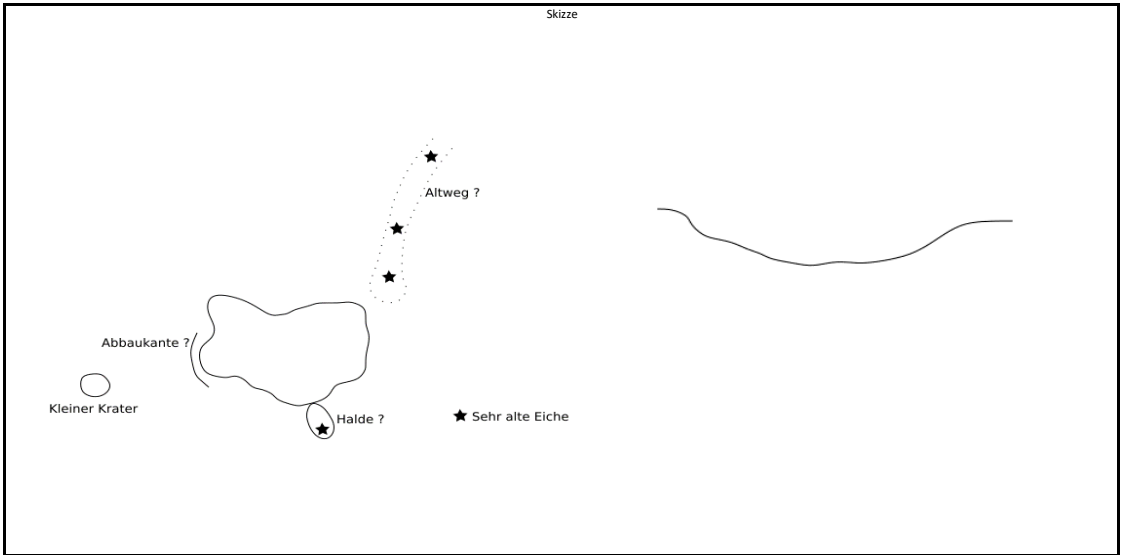 Skizze
Altweg ?
Abbaukante ?
Kleiner Krater
Halde ?
Sehr alte Eiche